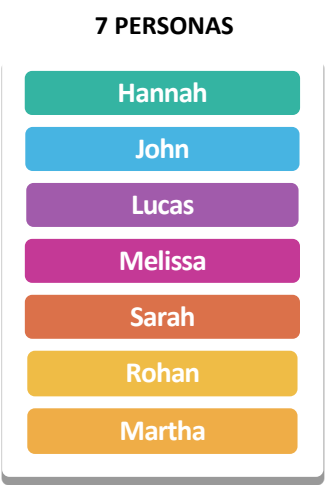 7 PERSONAS
Hannah
John
Lucas
Melissa
Sarah
Rohan
Martha